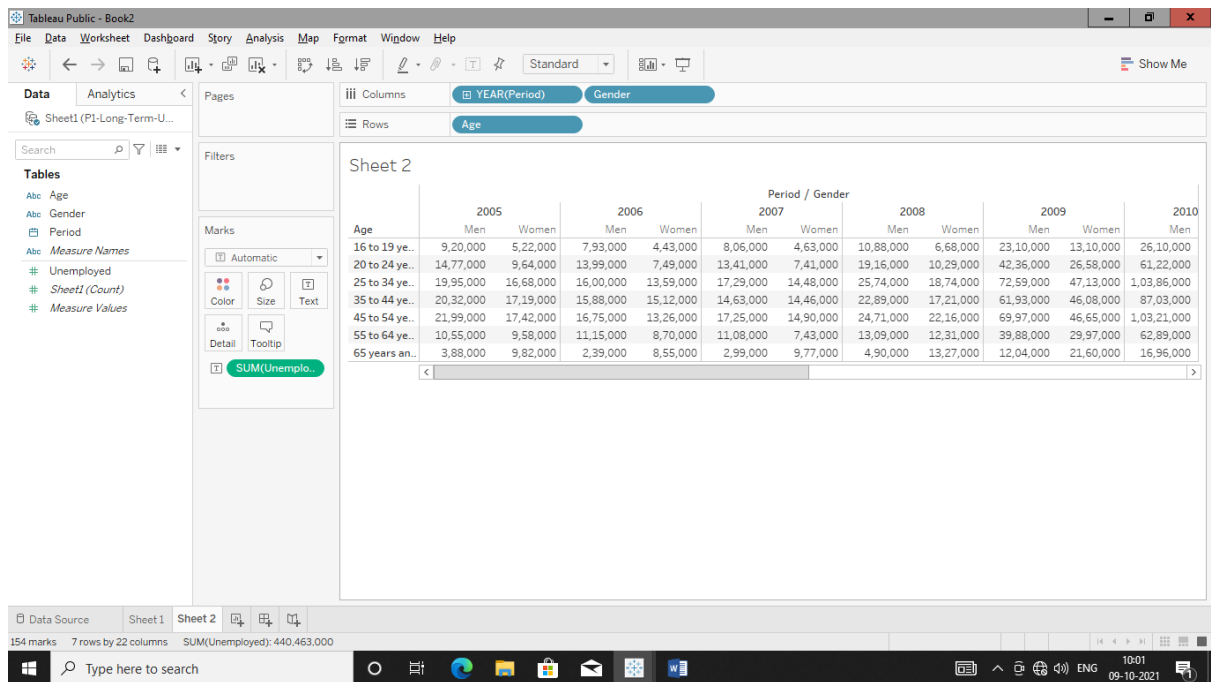 Tableau Public - Book2
File Data Worksheet Dashboard Story Analysis Map Format Window Help
Standard Show Me
Data Analytics
Sheet1 (P1-Long-Term-U...
Search
Tables
Abc Age
Abc Gender
Period
Abc Measure Names
# Unemployed
# Sheet1 (Count)
# Measure Values
Pages
Filters
Marks
T Automatic
Color Size Text
Detail Tooltip
SUM(Unemplo..
iii Columns YEAR(Period) Gender
Rows Age
Sheet 2
Period / Gender
2005 2006 2007 2008 2009 2010
Age Men Women Men Women Men Women Men Women Men Women Men
16 to 19 ye.. 9,20,000 5,22,000 7,93,000 4,43,000 8,06,000 4,63,000 10,88,000 6,68,000 23,10,000 13,10,000 26,10,000
20 to 24 ye.. 14,77,000 9,64,000 13,99,000 7,49,000 13,41,000 7,41,000 19,16,000 10,29,000 42,36,000 26,58,000 61,22,000
25 to 34 ye.. 19,95,000 16,68,000 16,00,000 13,59,000 17,29,000 14,48,000 25,74,000 18,74,000 72,59,000 47,13,000 1,03,86,000
35 to 44 ye.. 20,32,000 17,19,000 15,88,000 15,12,000 14,63,000 14,46,000 22,89,000 17,21,000 61,93,000 46,08,000 87,03,000
45 to 54 ye.. 21,99,000 17,42,000 16,75,000 13,26,000 17,25,000 14,90,000 24,71,000 22,16,000 69,97,000 46,65,000 1,03,21,000
55 to 64 ye.. 10,55,000 9,58,000 11,15,000 8,70,000 11,08,000 7,43,000 13,09,000 12,31,000 39,88,000 29,97,000 62,89,000
65 years an.. 3,88,000 9,82,000 2,39,000 8,55,000 2,99,000 9,77,000 4,90,000 13,27,000 12,04,000 21,60,000 16,96,000
Data Source Sheet 1 Sheet 2
154 marks 7 rows by 22 columns SUM(Unemployed): 440,463,000
Type here to search
ENG 10:01
09-10-2021